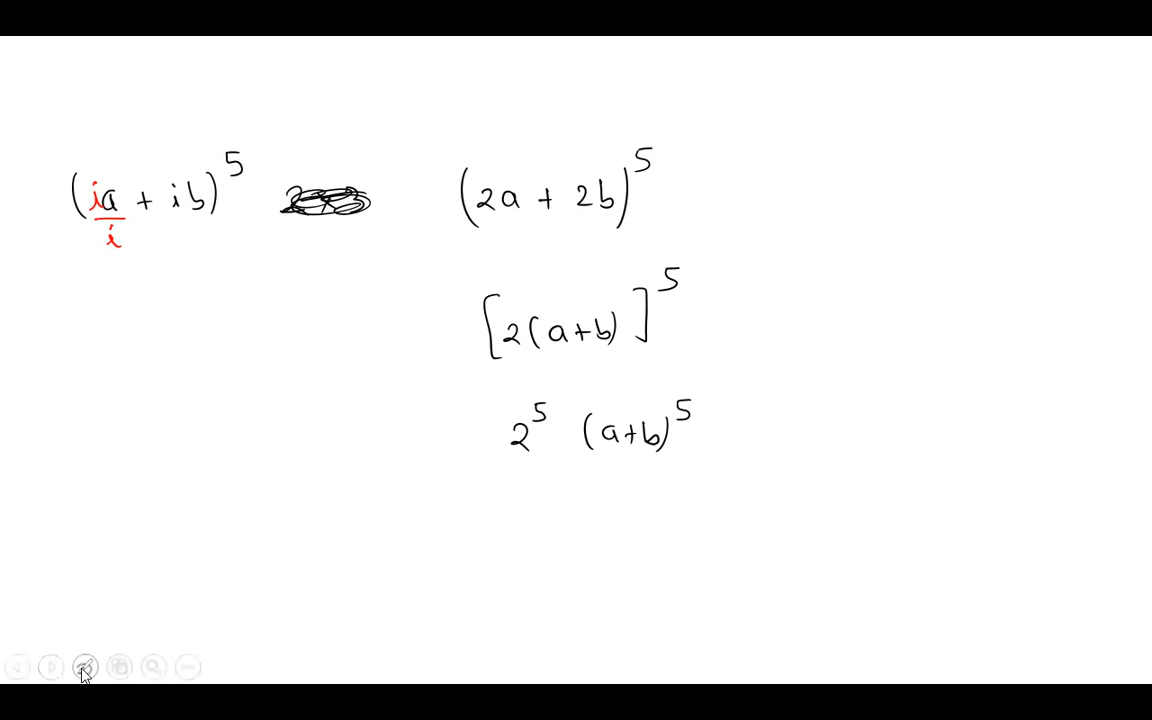 (ia/i + ib)^5 (2a + 2b)^5
[2(a+b)]^5
2^5 (a+b)^5